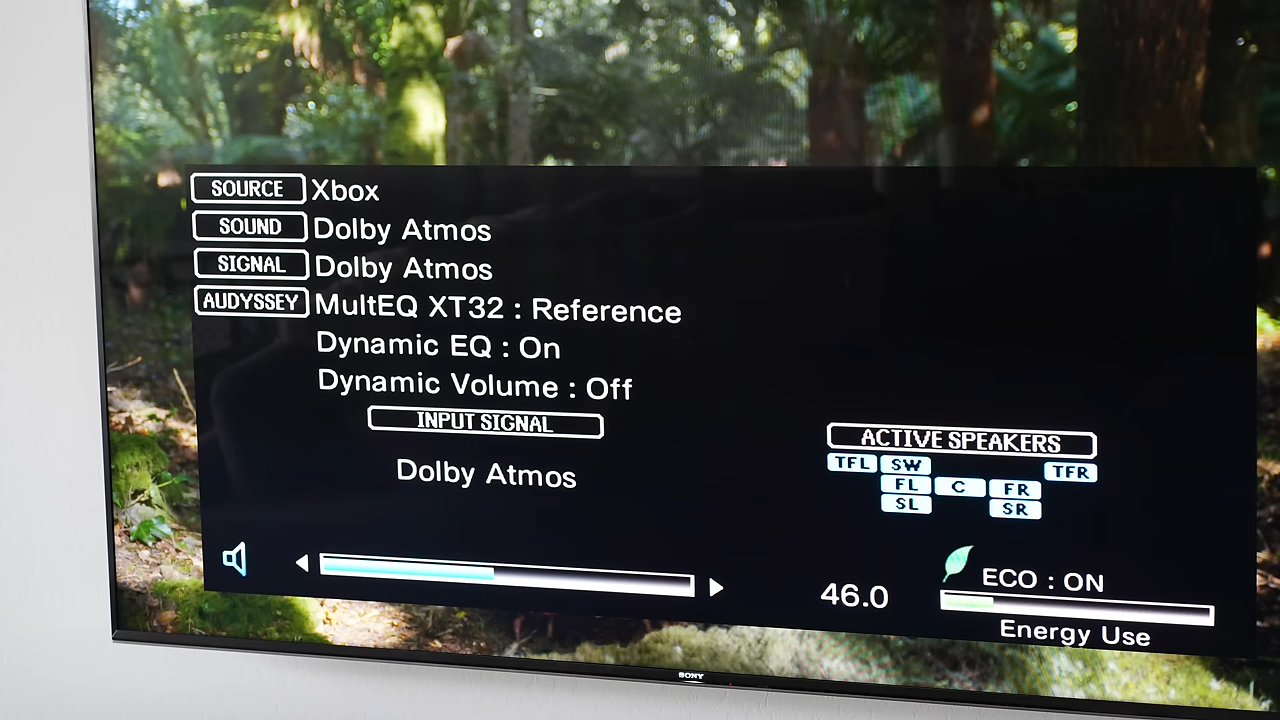 SOURCE Xbox
SOUND Dolby Atmos
SIGNAL Dolby Atmos
AUDYSSEY MultEQ XT32 : Reference
Dynamic EQ : On
Dynamic Volume : Off
INPUT SIGNAL
Dolby Atmos
ACTIVE SPEAKERS
TFL SW TFR
FL C FR
SL SR
46.0
ECO : ON
Energy Use
SONY